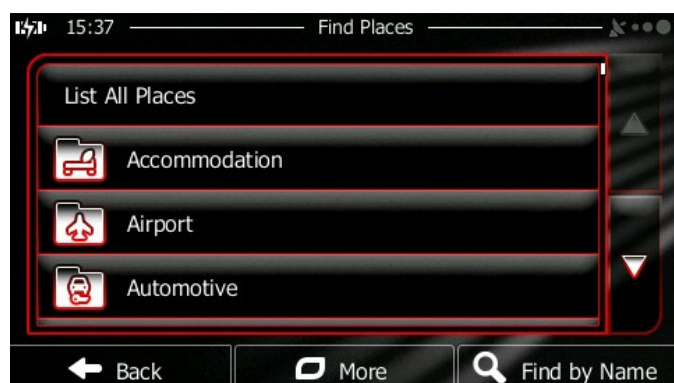 15:37 Find Places
List All Places
Accommodation
Airport
Automotive
Back More Find by Name